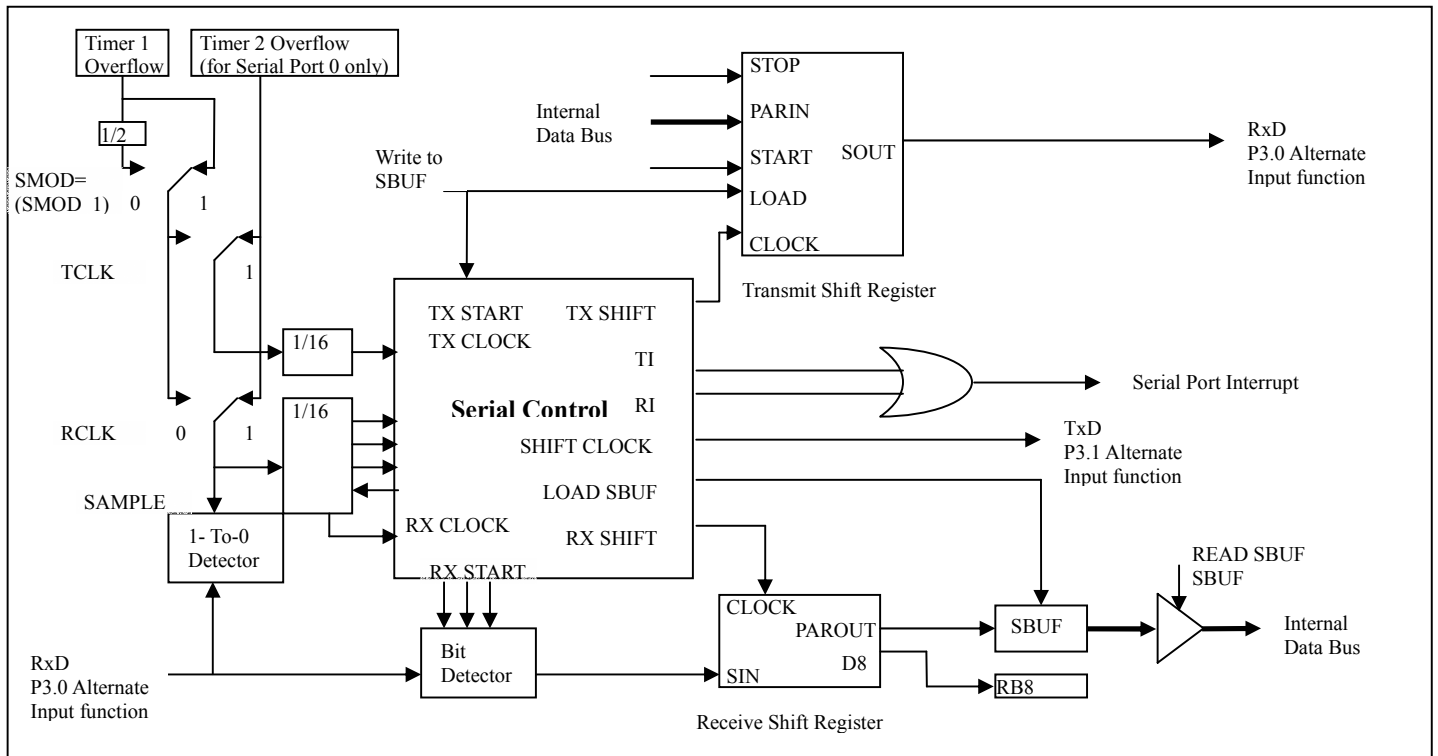 Timer 1
Overflow
Timer 2 Overflow
(for Serial Port 0 only)
1/2
SMOD=
(SMOD_1)
0
1
TCLK
1
1/16
RCLK
0
1
1/16
SAMPLE
1- To-0
Detector
RxD
P3.0 Alternate
Input function
Write to
SBUF
Internal
Data Bus
STOP
PARIN
START
SOUT
LOAD
CLOCK
Transmit Shift Register
RxD
P3.0 Alternate
Input function
TX START
TX SHIFT
TX CLOCK
TI
Serial Control
RI
SHIFT CLOCK
LOAD SBUF
RX CLOCK
RX SHIFT
RX START
Serial Port Interrupt
TxD
P3.1 Alternate
Input function
Bit
Detector
CLOCK
PAROUT
D8
SIN
Receive Shift Register
SBUF
RB8
READ SBUF
SBUF
Internal
Data Bus